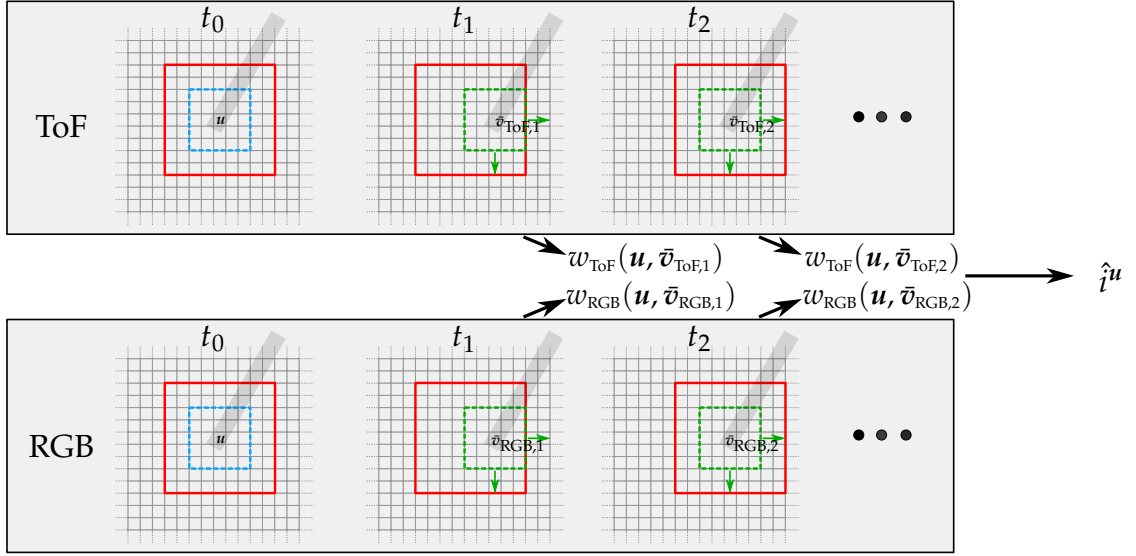 t₀ t₁ t₂
ToF
u v̄ToF,1 v̄ToF,2
wToF(u, v̄ToF,1) wToF(u, v̄ToF,2)
wRGB(u, v̄RGB,1) wRGB(u, v̄RGB,2)
îᵘ
t₀ t₁ t₂
RGB
u v̄RGB,1 v̄RGB,2